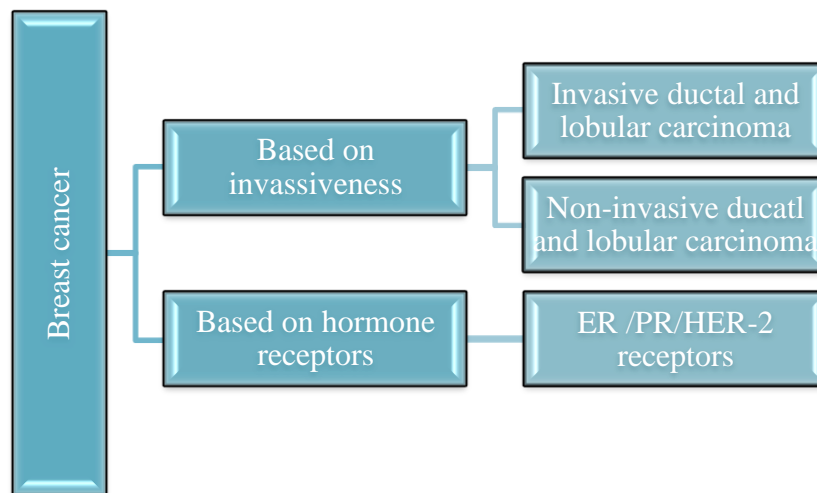 Breast cancer
Based on
invassiveness
Invasive ductal and
lobular carcinoma
Non-invasive ducatl
and lobular carcinoma
Based on hormone
receptors
ER /PR/HER-2
receptors